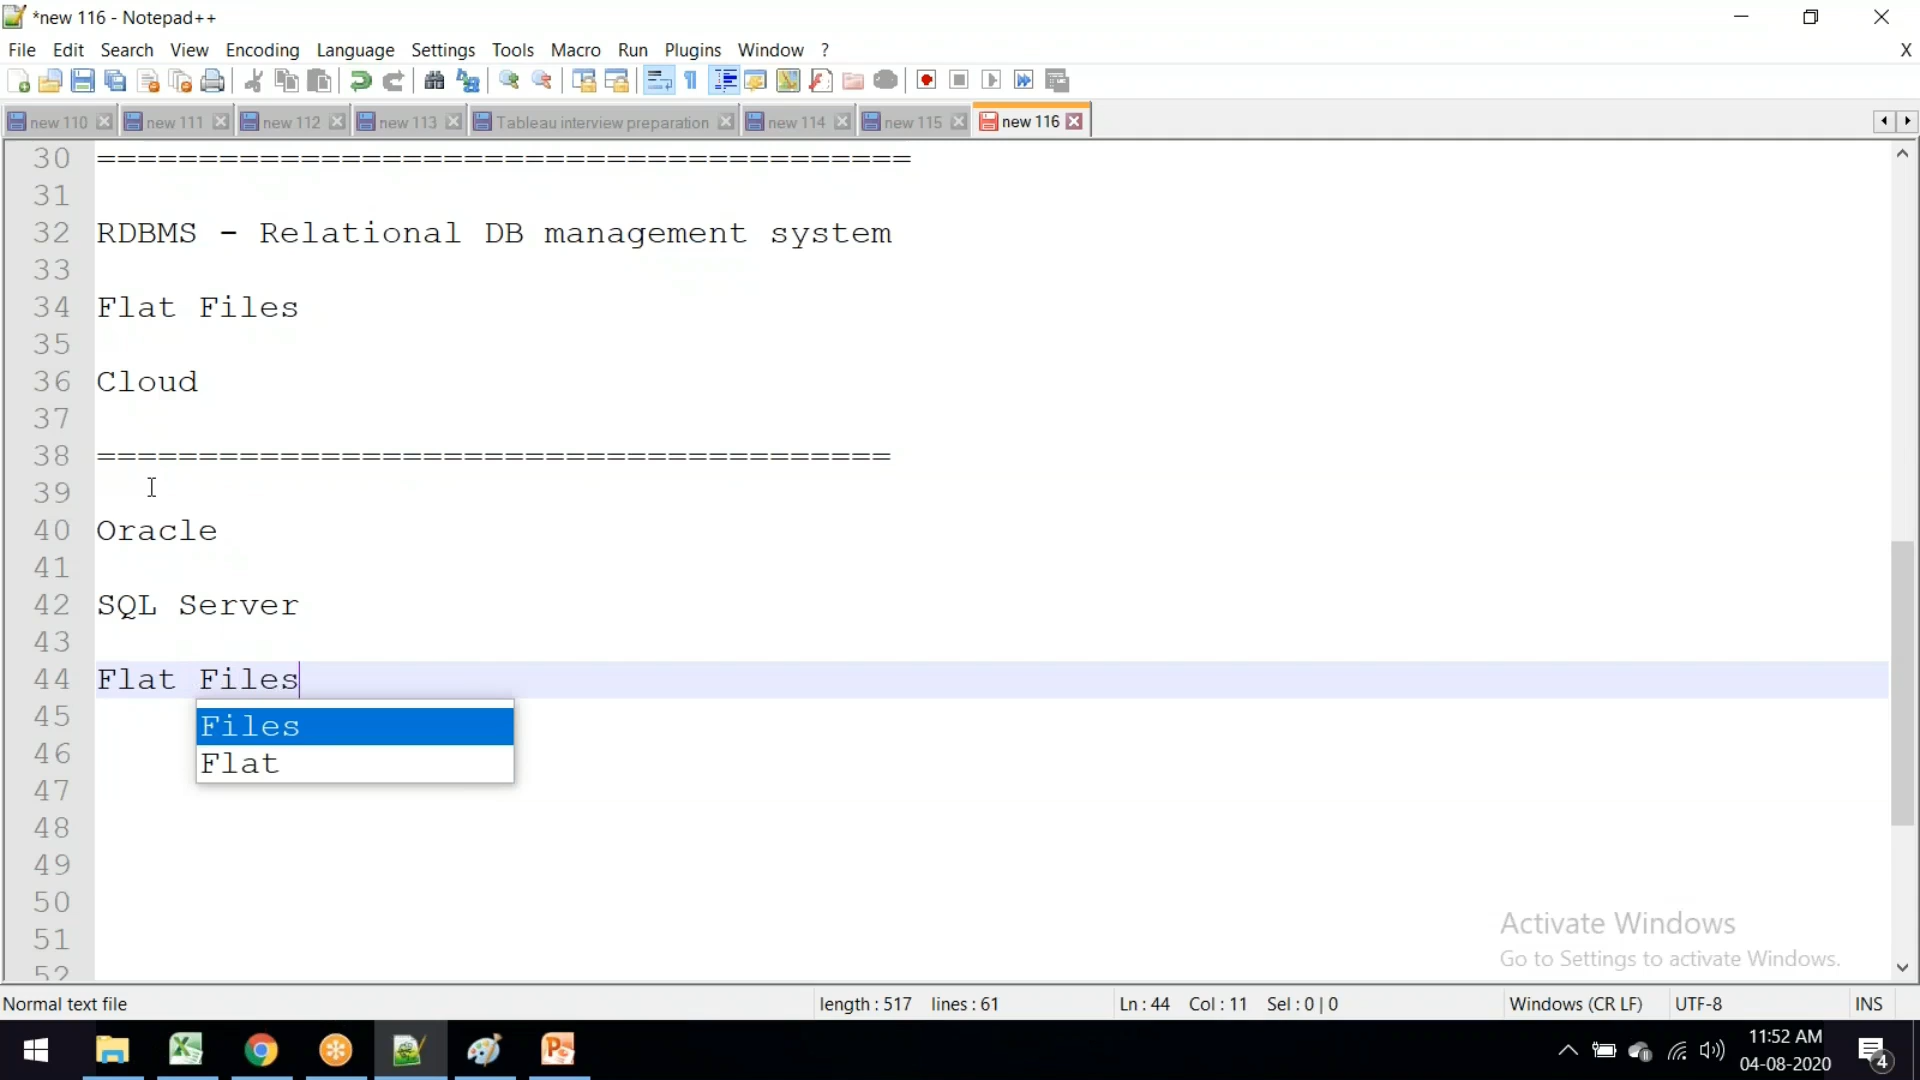 *new 116 - Notepad++
File Edit Search View Encoding Language Settings Tools Macro Run Plugins Window ? X
new 110 new 111 new 112 new 113 Tableau interview preparation new 114 new 115 new 116
30 ========================================
31
32 RDBMS - Relational DB management system
33
34 Flat Files
35
36 Cloud
37
38 =======================================
39
40 Oracle
41
42 SQL Server
43
44 Flat Files
45 Files
46 Flat
47
48
49
50
51
52
Activate Windows
Go to Settings to activate Windows.
Normal text file length : 517 lines : 61 Ln : 44 Col : 11 Sel : 0 | 0 Windows (CR LF) UTF-8 INS
11:52 AM
04-08-2020
4